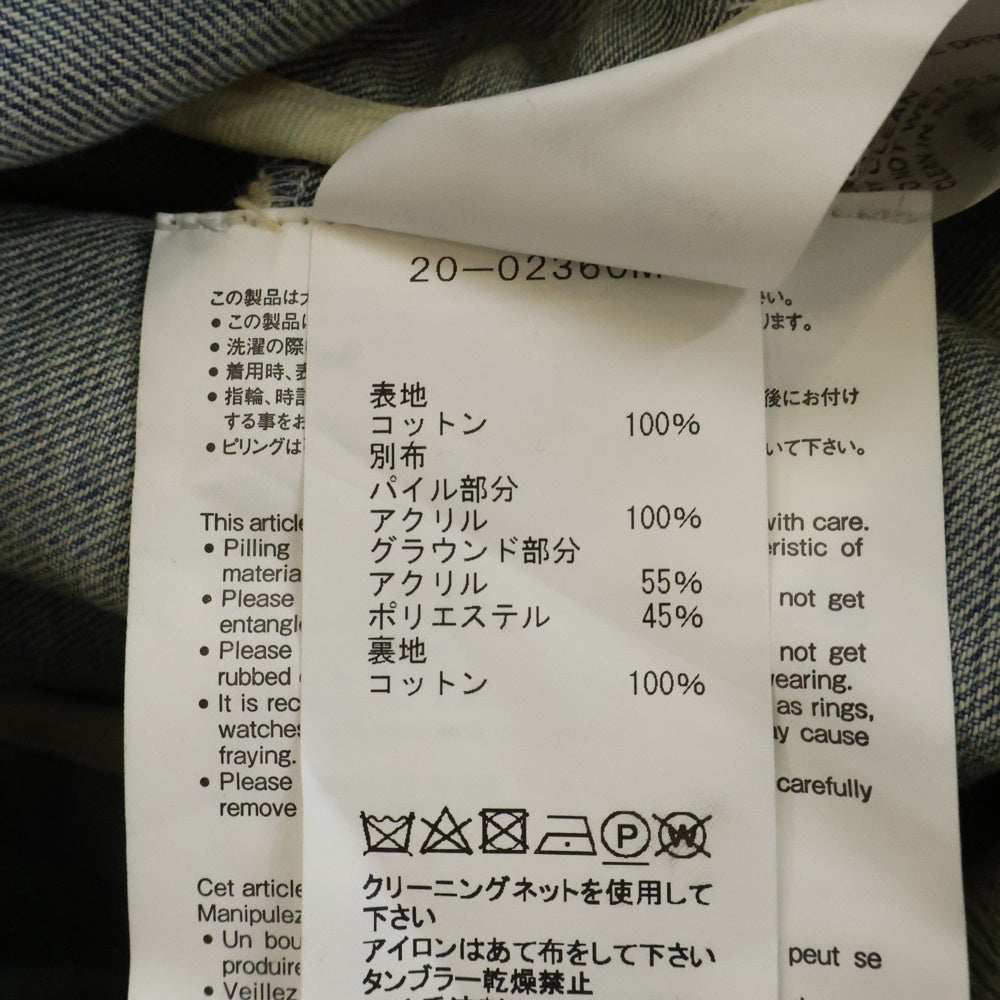 CLEAN
NOT WET
CLEAN IN
20-02360M
この製品は
い。
● この製品
ります。
● 洗濯の際
● 着用時、表
● 指輪、時計
後にお付け
する事をお
● ピリングは
いて下さい。
表地
コットン 100%
別布
パイル部分
アクリル 100%
グラウンド部分
アクリル 55%
ポリエステル 45%
裏地
コットン 100%
This article
with care.
● Pilling
eristic of
materia
● Please
not get
entangle
● Please
not get
rubbed
wearing.
● It is rec
as rings,
watches
ay cause
fraying.
● Please
carefully
remove
P W
クリーニングネットを使用して
下さい
アイロンはあて布をして下さい
タンブラー乾燥禁止
Cet article
Manipulez
● Un bou
peut se
produire
● Veillez